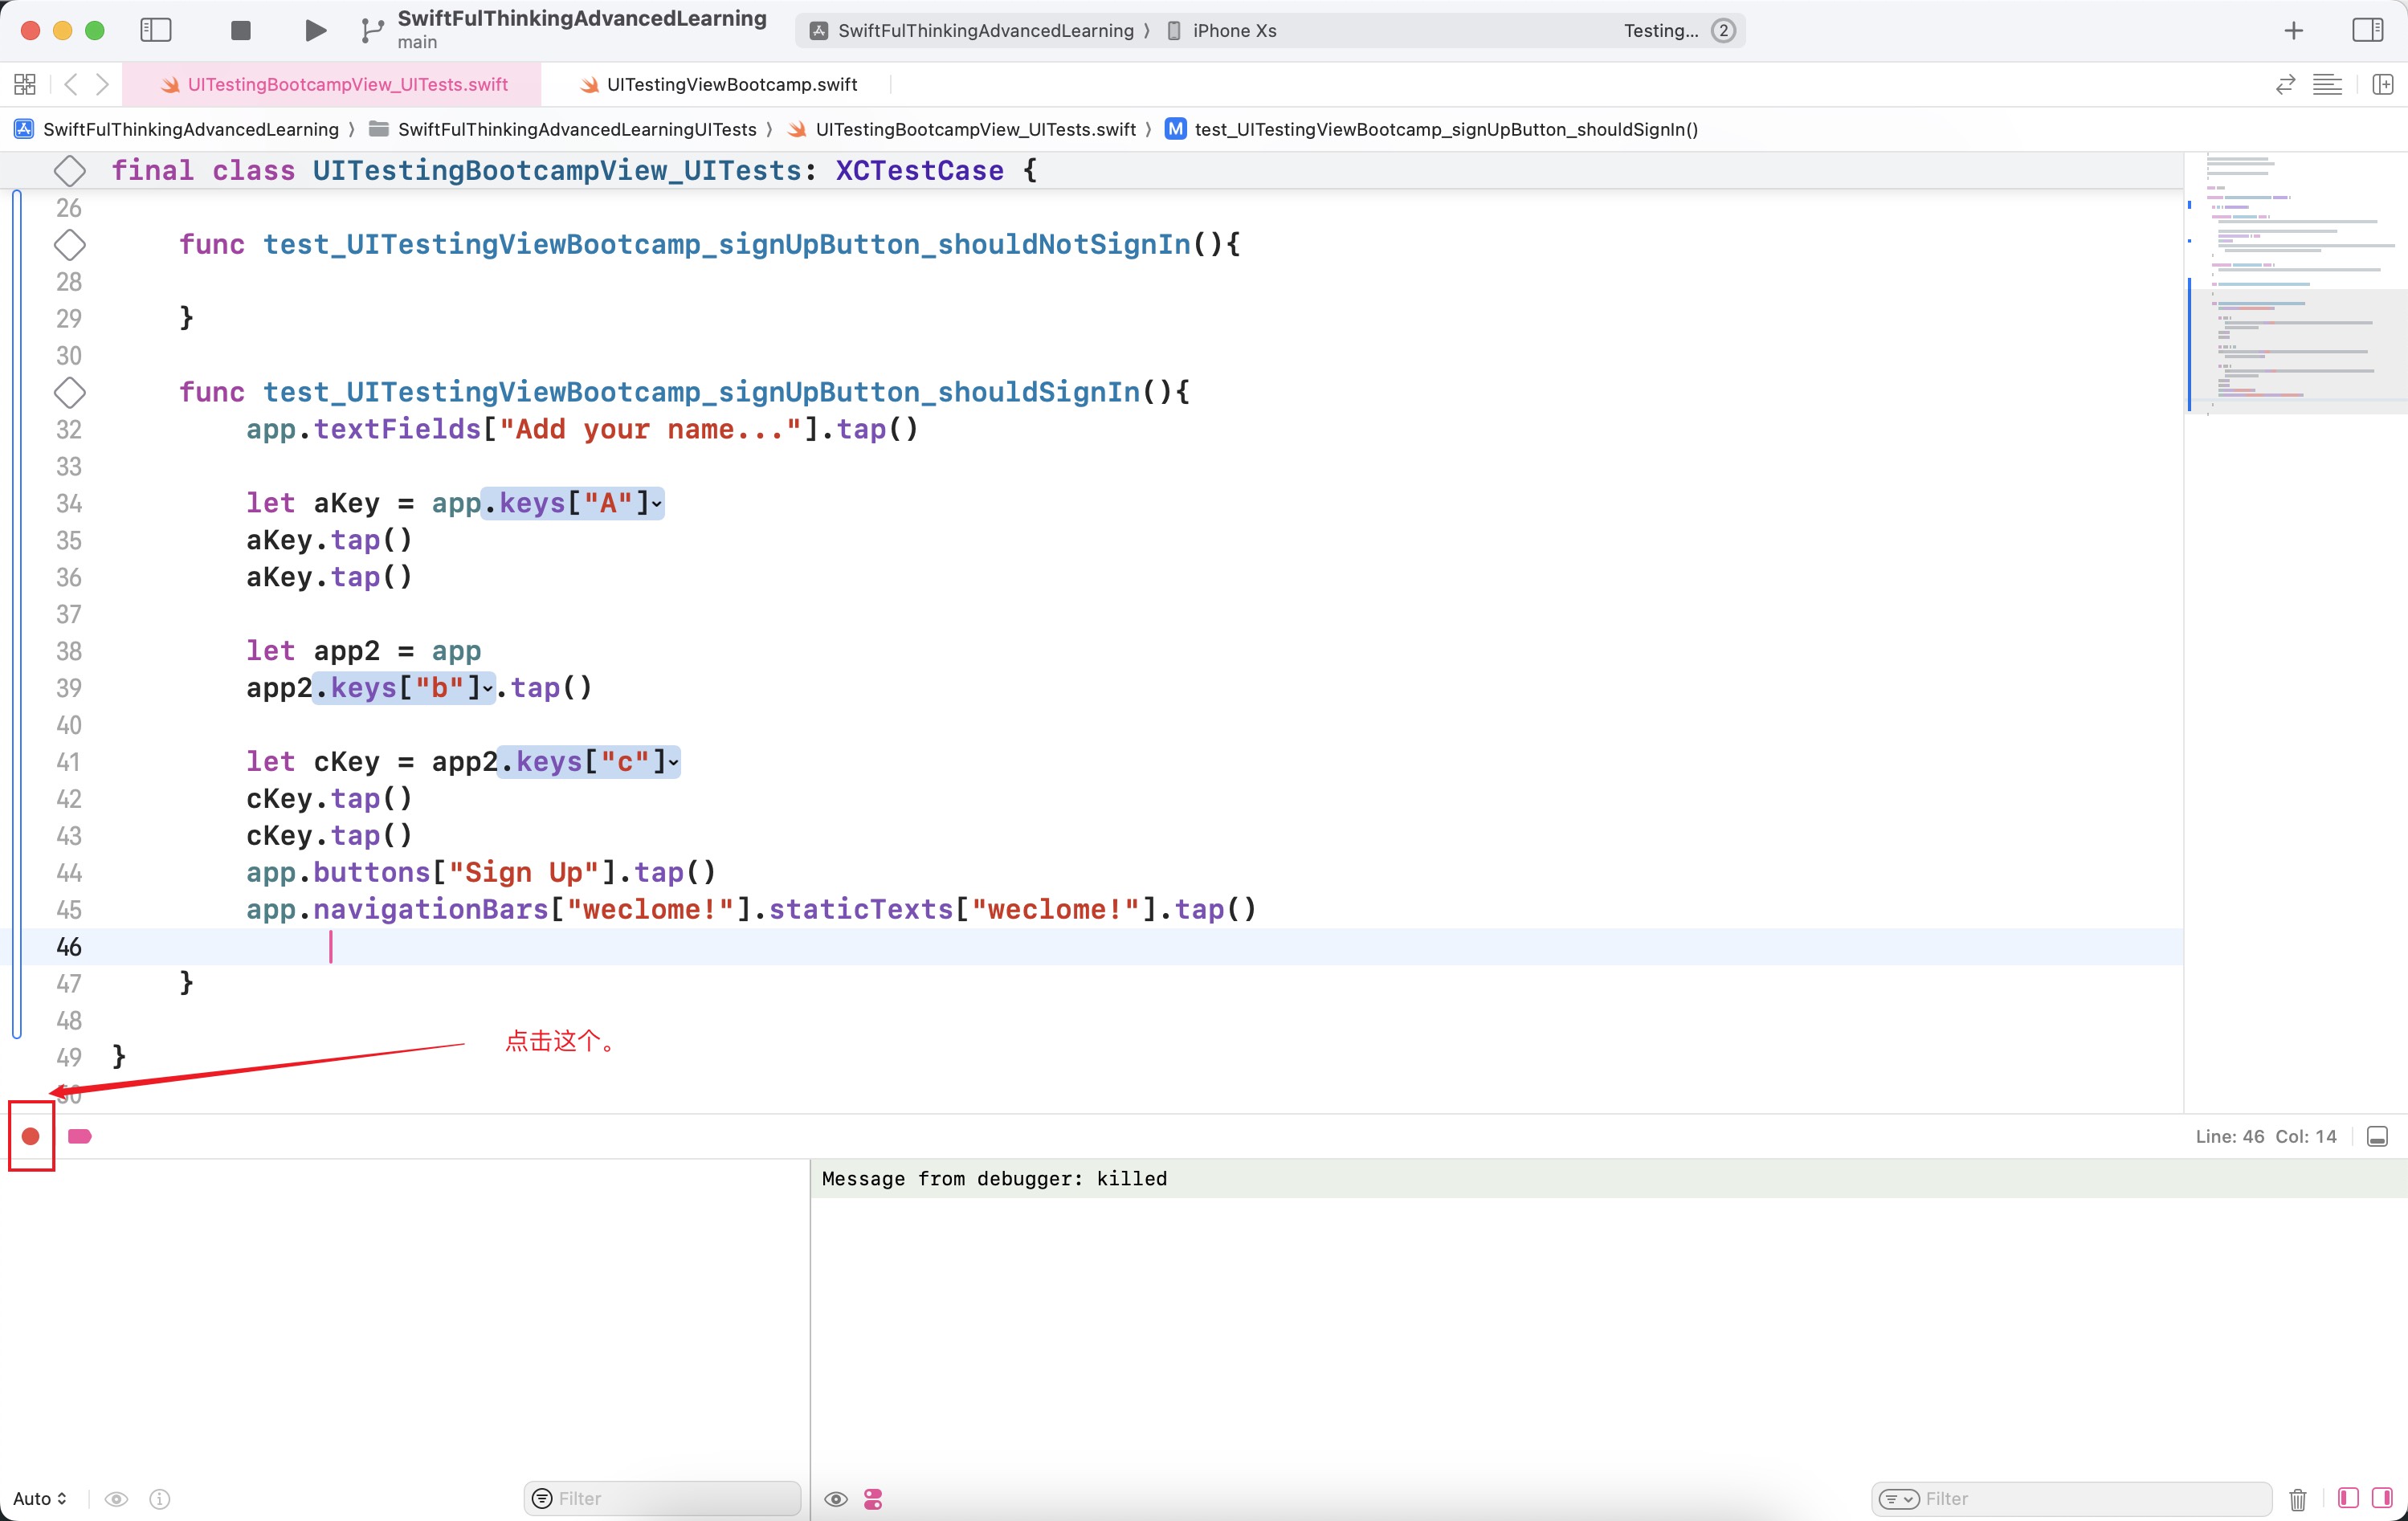 SwiftFulThinkingAdvancedLearning
main
SwiftFulThinkingAdvancedLearning 〉 iPhone Xs Testing... 2
UITestingBootcampView_UITests.swift UITestingViewBootcamp.swift
SwiftFulThinkingAdvancedLearning 〉 SwiftFulThinkingAdvancedLearningUITests 〉 UITestingBootcampView_UITests.swift 〉 M test_UITestingViewBootcamp_signUpButton_shouldSignIn()
final class UITestingBootcampView_UITests: XCTestCase {
26
func test_UITestingViewBootcamp_signUpButton_shouldNotSignIn(){
28
29 }
30
func test_UITestingViewBootcamp_signUpButton_shouldSignIn(){
32 app.textFields["Add your name..."].tap()
33
34 let aKey = app.keys["A"]
35 aKey.tap()
36 aKey.tap()
37
38 let app2 = app
39 app2.keys["b"].tap()
40
41 let cKey = app2.keys["c"]
42 cKey.tap()
43 cKey.tap()
44 app.buttons["Sign Up"].tap()
45 app.navigationBars["weclome!"].staticTexts["weclome!"].tap()
46
47 }
48
点击这个。
49 }
50
Line: 46 Col: 14
Message from debugger: killed
Auto Filter Filter